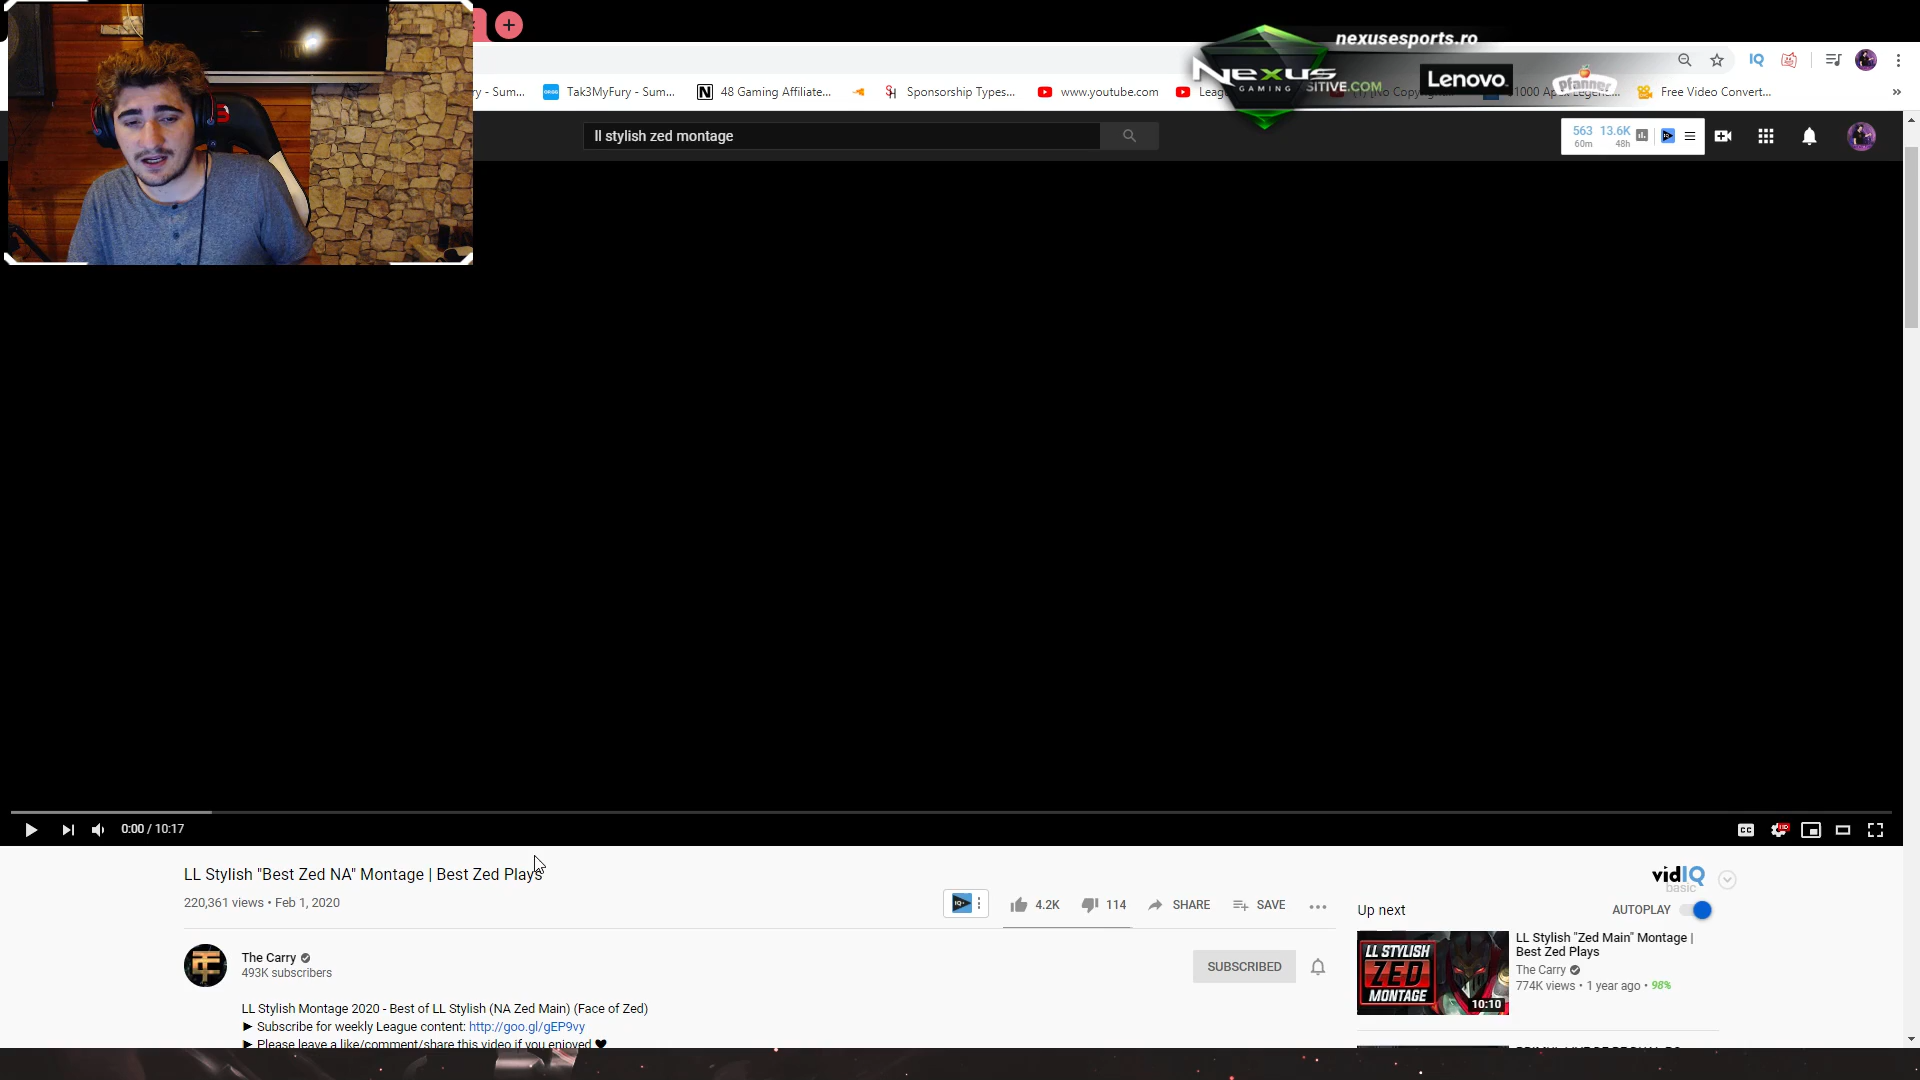 nexusesports.ro
NEXUS
GAMING
SITIVE.COM
Lenovo
pfanner
ry - Sum...
Tak3MyFury - Sum...
48 Gaming Affiliate...
Sponsorship Types...
www.youtube.com
Leag
Free Video Convert...
ll stylish zed montage
563 13.6K
60m 48h
0:00 / 10:17
CC
HD
LL Stylish "Best Zed NA" Montage | Best Zed Plays
220,361 views • Feb 1, 2020
4.2K
114
SHARE
SAVE
vidIQ
basic
Up next
AUTOPLAY
The Carry
493K subscribers
SUBSCRIBED
LL Stylish Montage 2020 - Best of LL Stylish (NA Zed Main) (Face of Zed)
► Subscribe for weekly League content: http://goo.gl/gEP9vy
► Please leave a like/comment/share this video if you enjoyed ♥
LL STYLISH
ZED
MONTAGE
10:10
LL Stylish "Zed Main" Montage |
Best Zed Plays
The Carry
774K views • 1 year ago • 98%